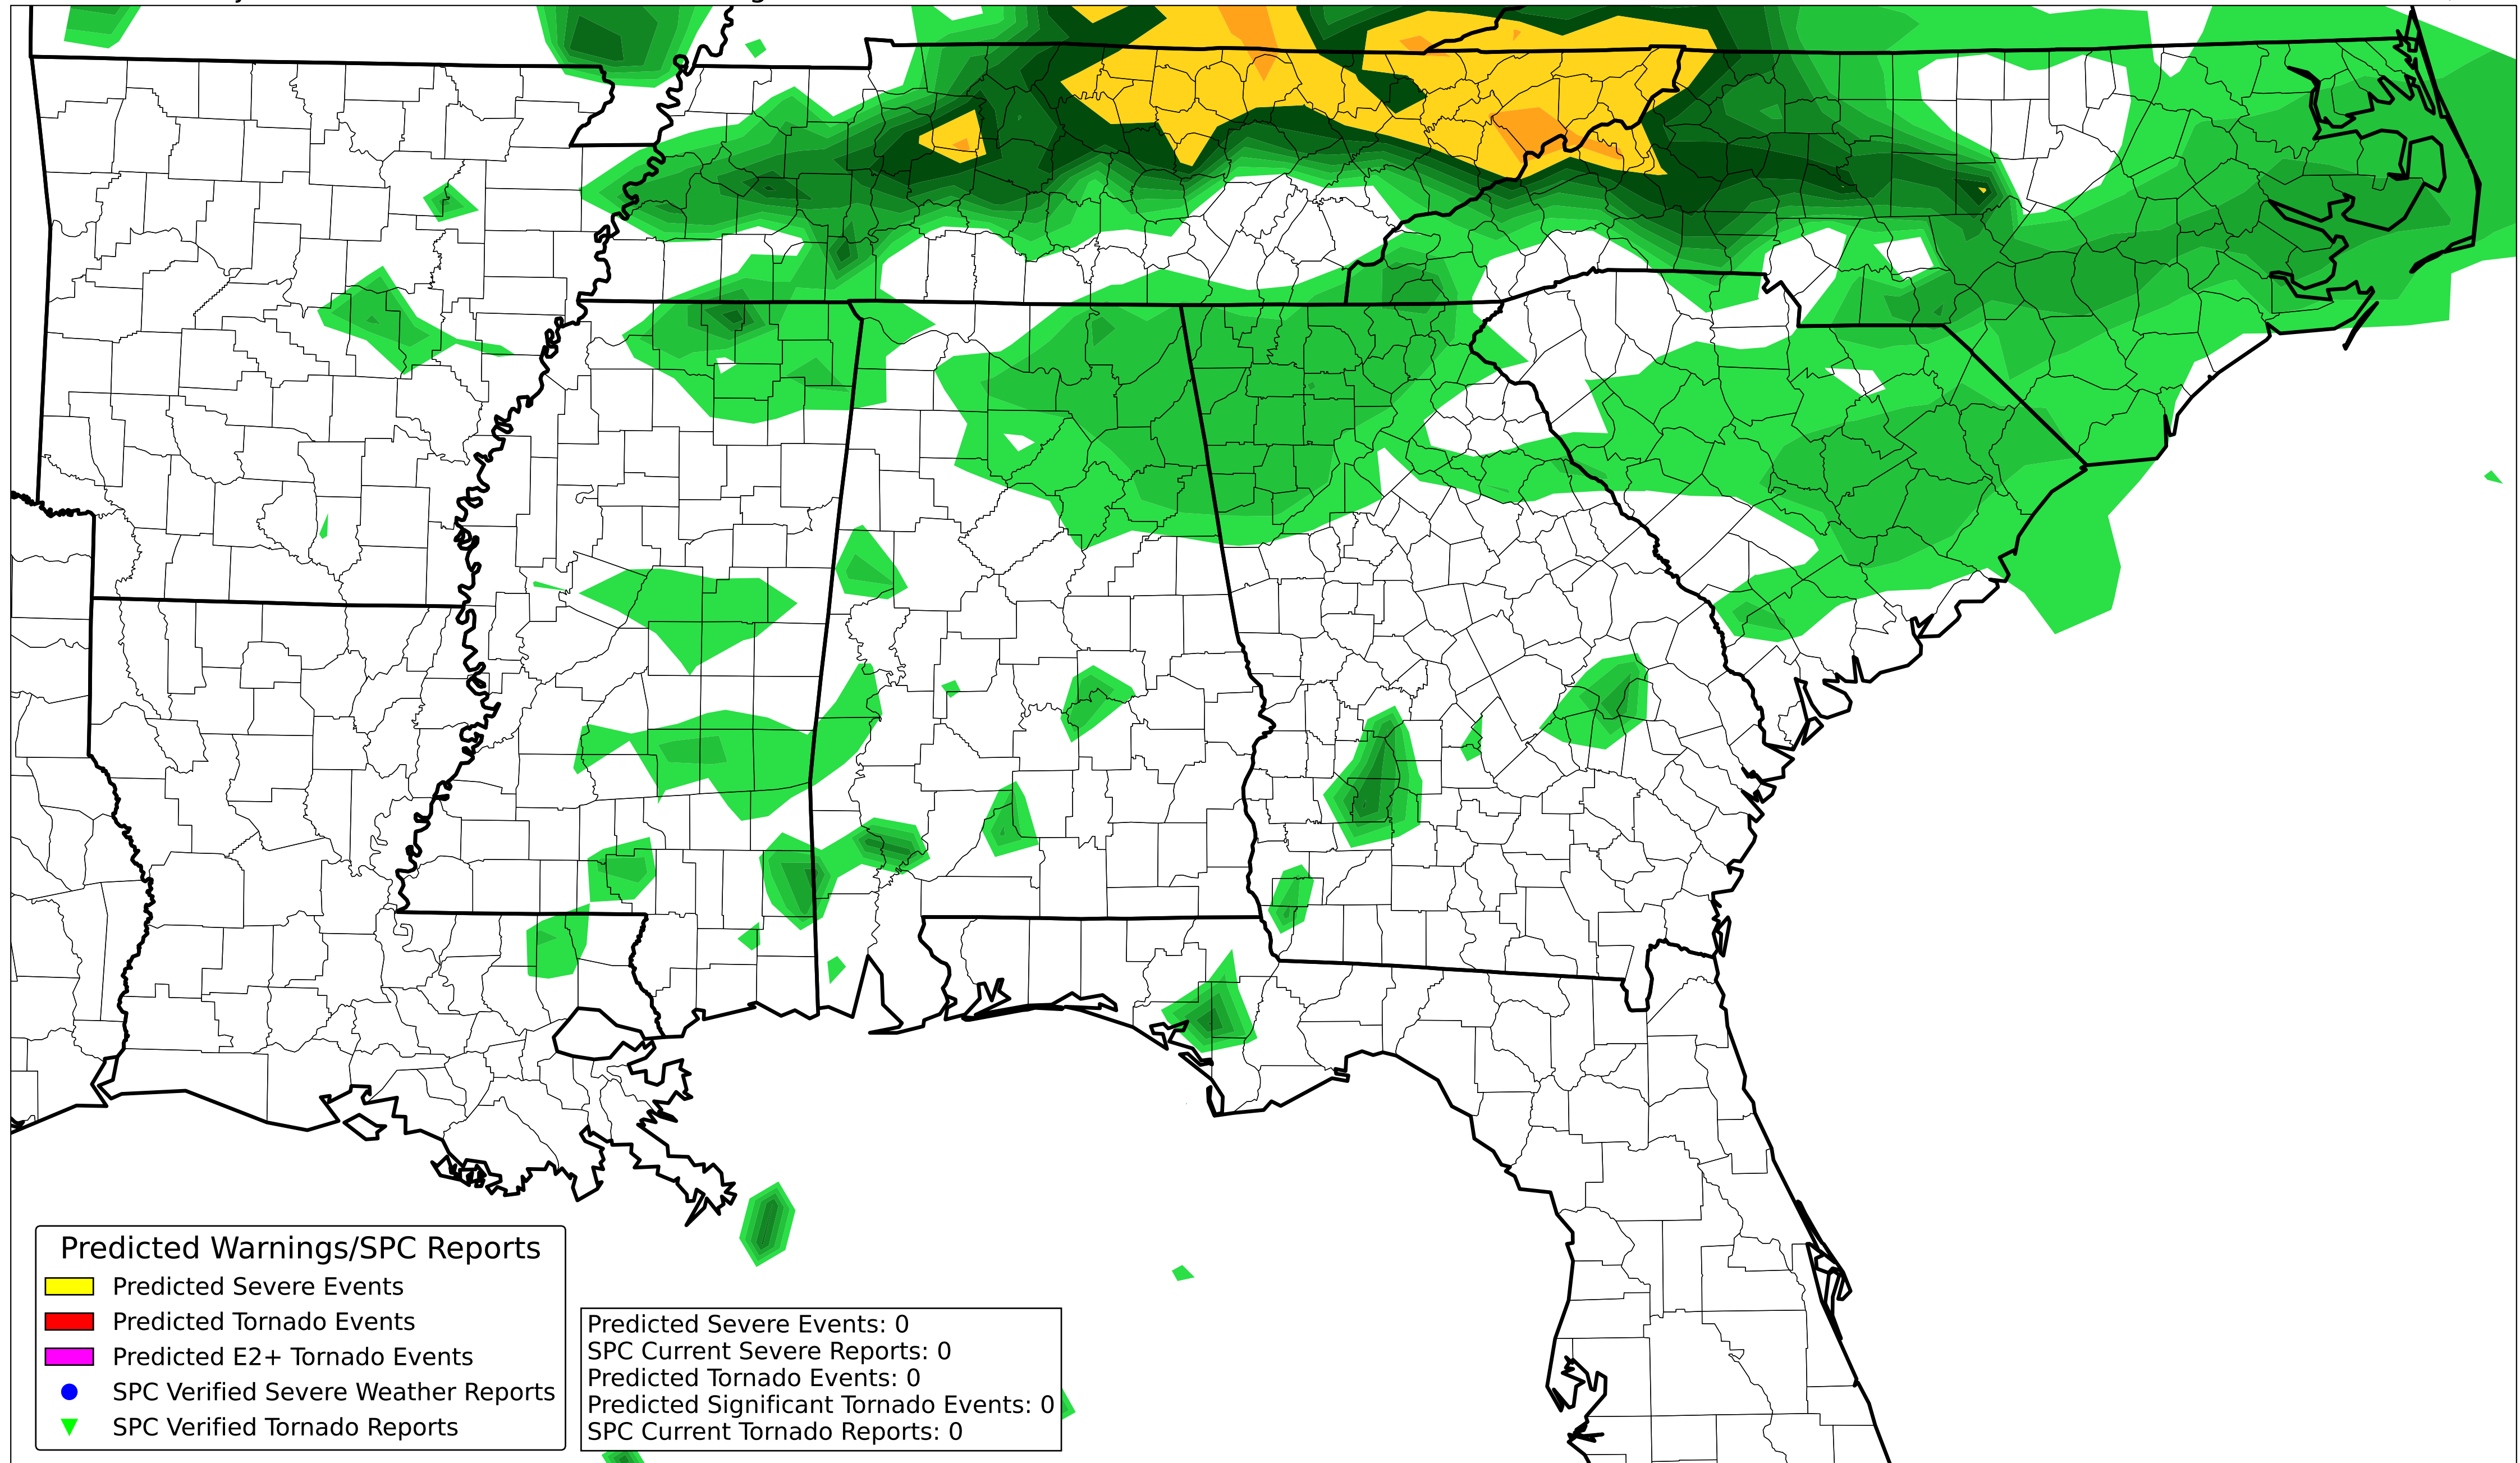 Predicted Warnings/SPC Reports
Predicted Severe Events
Predicted Tornado Events
Predicted E2+ Tornado Events
SPC Verified Severe Weather Reports
SPC Verified Tornado Reports
Predicted Severe Events: 0
SPC Current Severe Reports: 0
Predicted Tornado Events: 0
Predicted Significant Tornado Events: 0
SPC Current Tornado Reports: 0